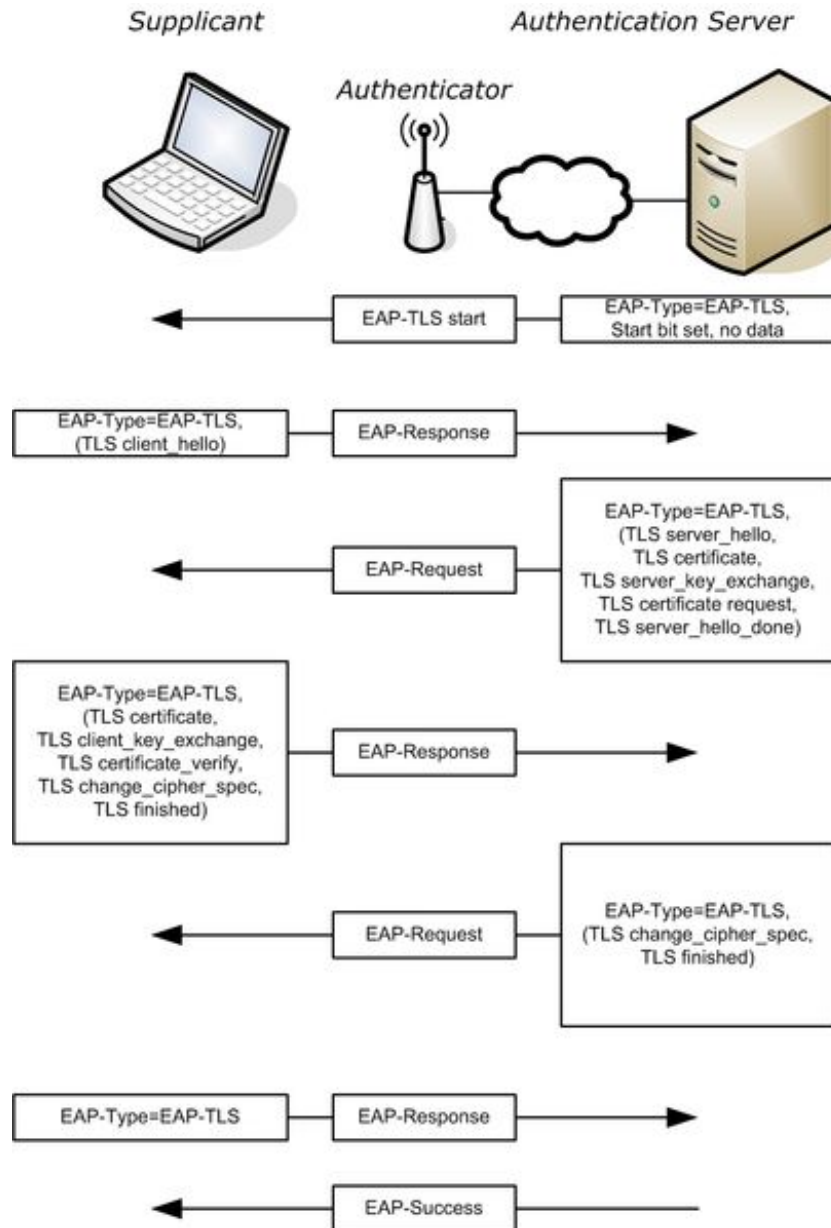 Supplicant
Authentication Server
Authenticator
EAP-TLS start
EAP-Type=EAP-TLS,
Start bit set, no data
EAP-Type=EAP-TLS,
(TLS client_hello)
EAP-Response
EAP-Request
EAP-Type=EAP-TLS,
(TLS server_hello,
TLS certificate,
TLS server_key_exchange,
TLS certificate request,
TLS server_hello_done)
EAP-Type=EAP-TLS,
(TLS certificate,
TLS client_key_exchange,
TLS certificate_verify,
TLS change_cipher_spec,
TLS finished)
EAP-Response
EAP-Request
EAP-Type=EAP-TLS,
(TLS change_cipher_spec,
TLS finished)
EAP-Type=EAP-TLS
EAP-Response
EAP-Success